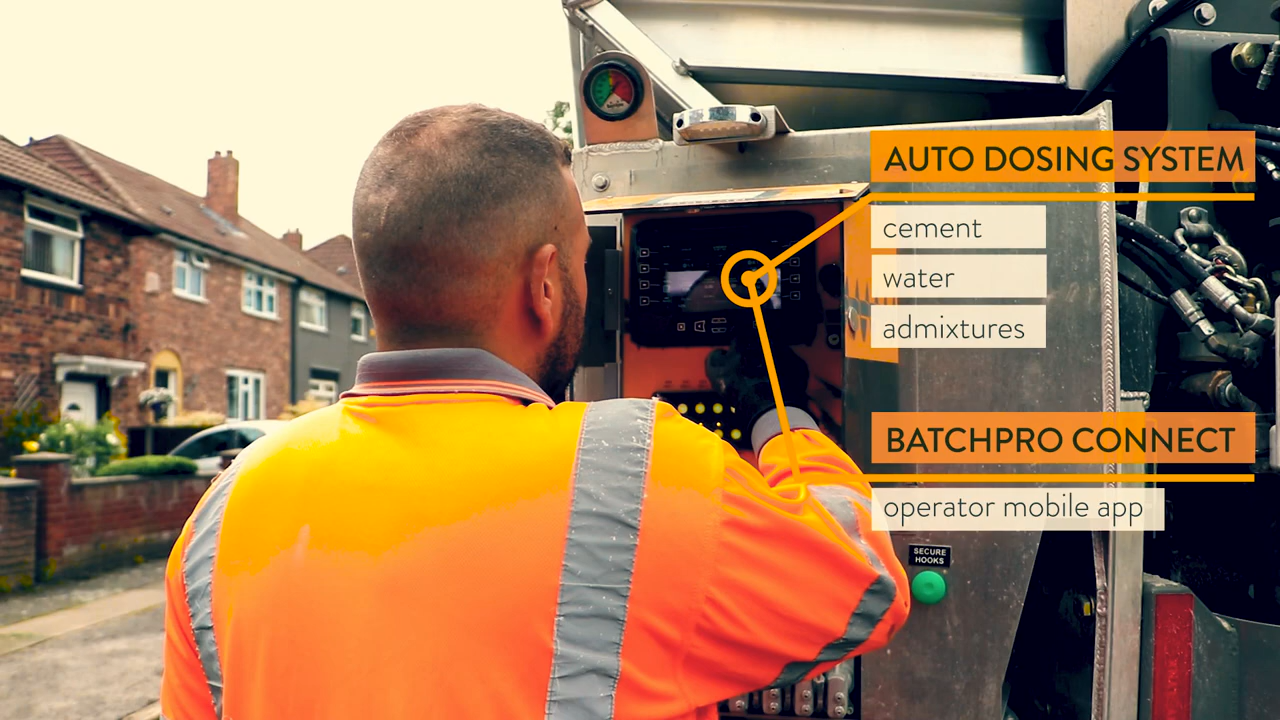 AUTO DOSING SYSTEM
cement
water
admixtures
BATCHPRO CONNECT
operator mobile app
SECURE
HOOKS